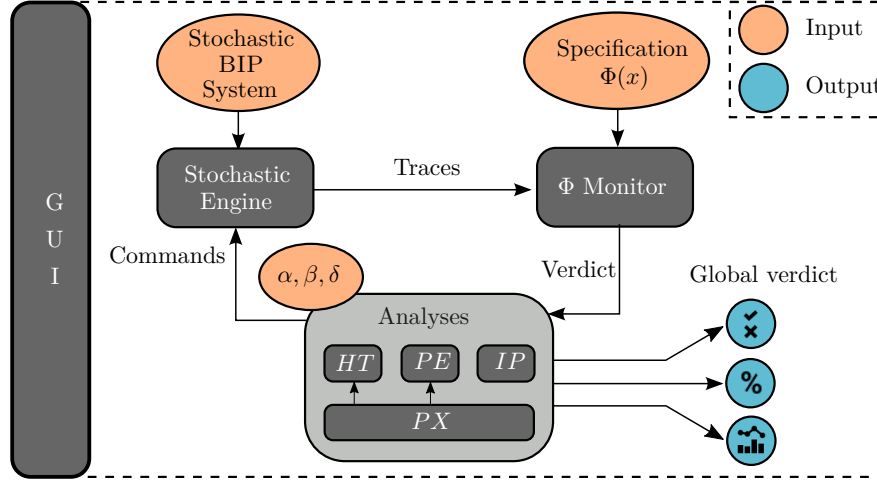 Stochastic
BIP
System
Specification
Φ(x)
Input
Output
G
U
I
Stochastic
Engine
Traces
Φ Monitor
Commands
α, β, δ
Verdict
Global verdict
Analyses
HT
PE
IP
%
PX